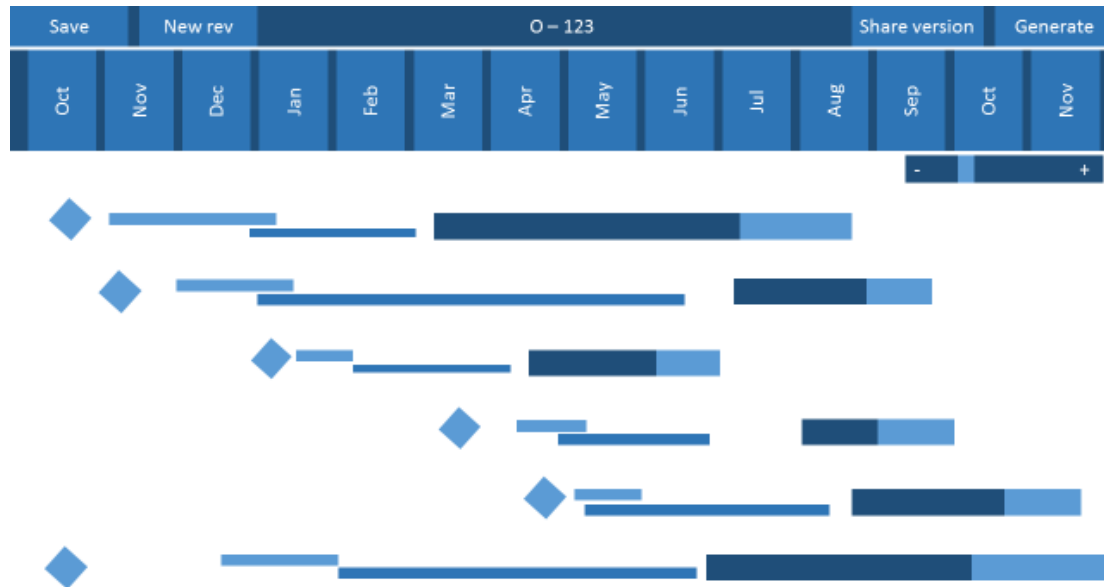 Save New rev O – 123 Share version Generate
Oct Nov Dec Jan Feb Mar Apr May Jun Jul Aug Sep Oct Nov
- +